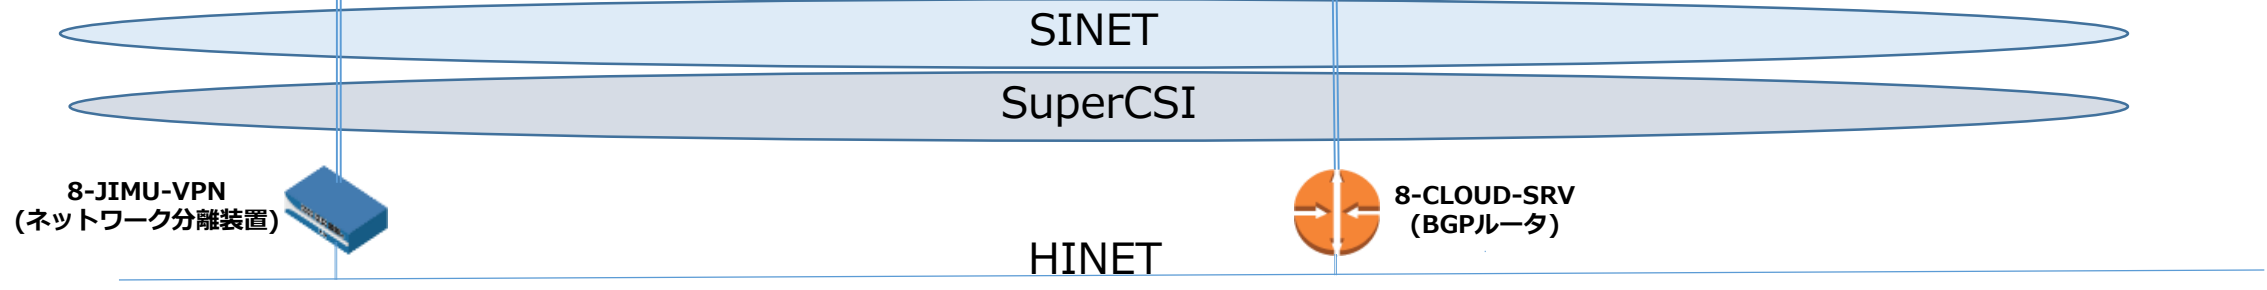 SINET
SuperCSI
8-JIMU-VPN
(ネットワーク分離装置)
8-CLOUD-SRV
(BGPルータ)
HINET